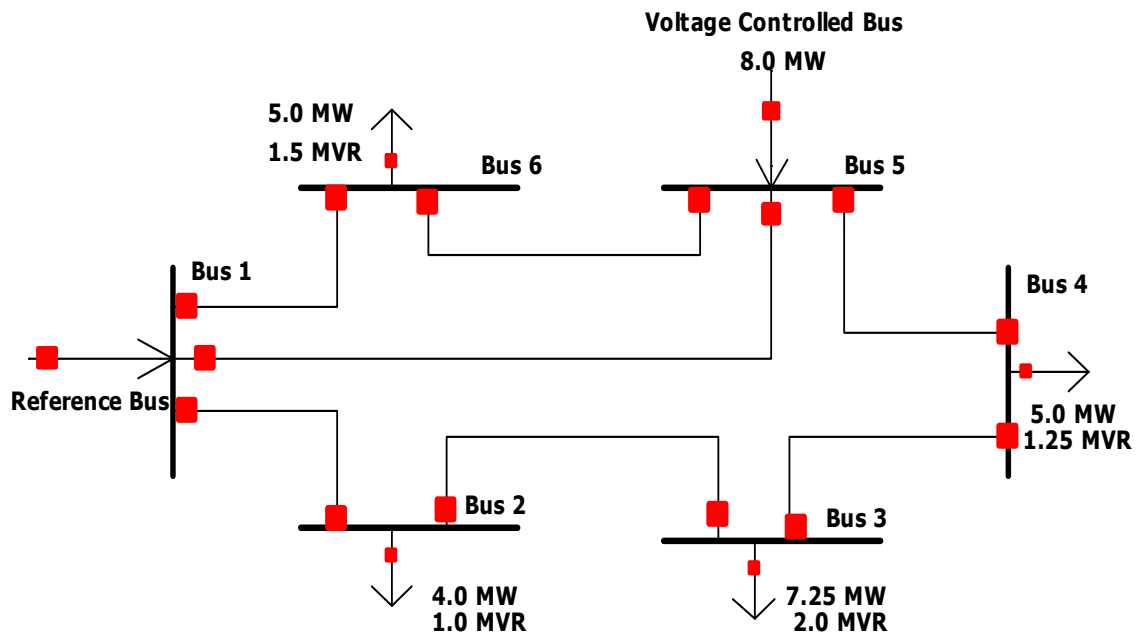 Voltage Controlled Bus
8.0 MW
5.0 MW
1.5 MVR
Bus 6
Bus 5
Bus 1
Bus 4
Reference Bus
5.0 MW
1.25 MVR
Bus 2
Bus 3
4.0 MW
1.0 MVR
7.25 MW
2.0 MVR